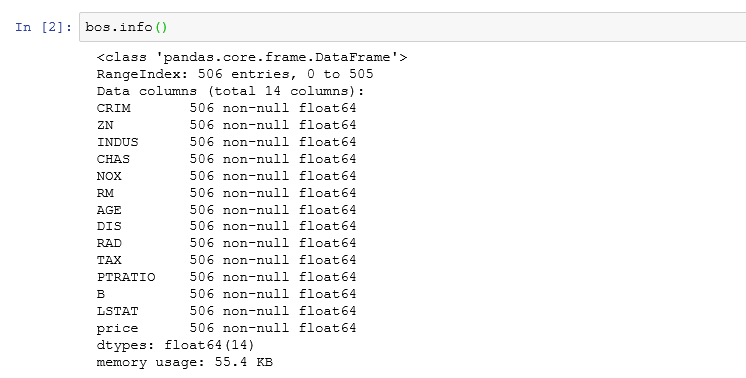 In [2]: bos.info()
<class 'pandas.core.frame.DataFrame'>
RangeIndex: 506 entries, 0 to 505
Data columns (total 14 columns):
CRIM       506 non-null float64
ZN         506 non-null float64
INDUS      506 non-null float64
CHAS       506 non-null float64
NOX        506 non-null float64
RM         506 non-null float64
AGE        506 non-null float64
DIS        506 non-null float64
RAD        506 non-null float64
TAX        506 non-null float64
PTRATIO    506 non-null float64
B          506 non-null float64
LSTAT      506 non-null float64
price      506 non-null float64
dtypes: float64(14)
memory usage: 55.4 KB